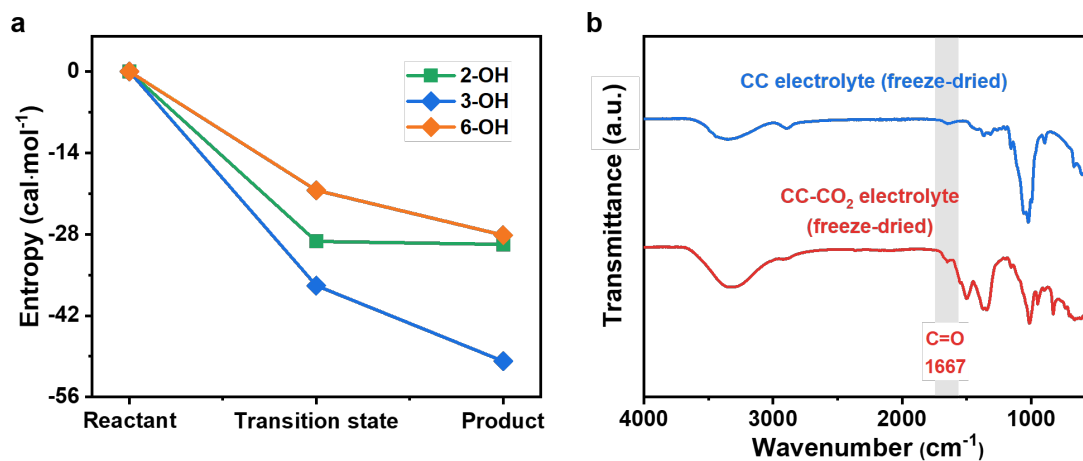 a
Entropy (cal·mol⁻¹)
0
-14
-28
-42
-56
2-OH
3-OH
6-OH
Reactant
Transition state
Product
b
Transmittance (a.u.)
CC electrolyte (freeze-dried)
CC-CO₂ electrolyte
(freeze-dried)
C=O
1667
4000
3000
2000
1000
Wavenumber (cm⁻¹)